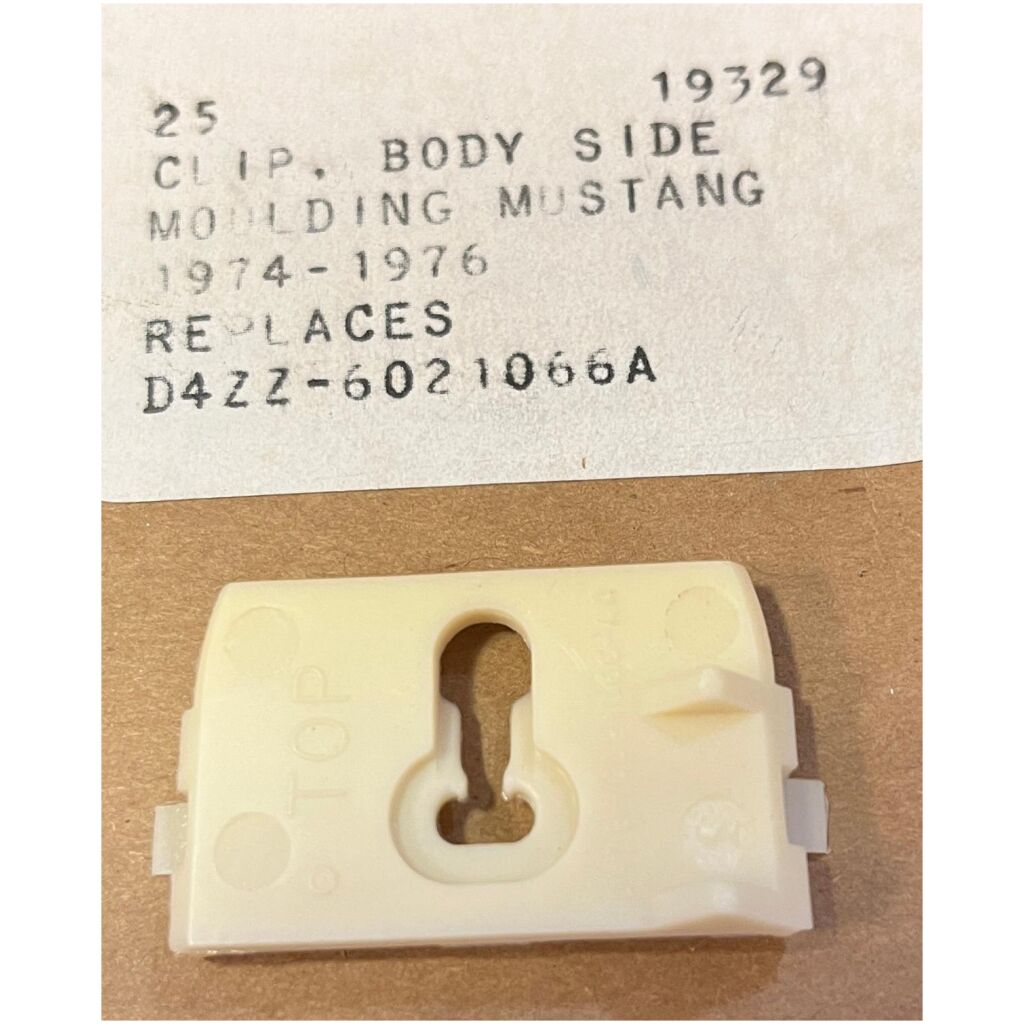 25 19329
CLIP, BODY SIDE
MOULDING MUSTANG
1974-1976
REPLACES
D4ZZ-6021066A
TOP